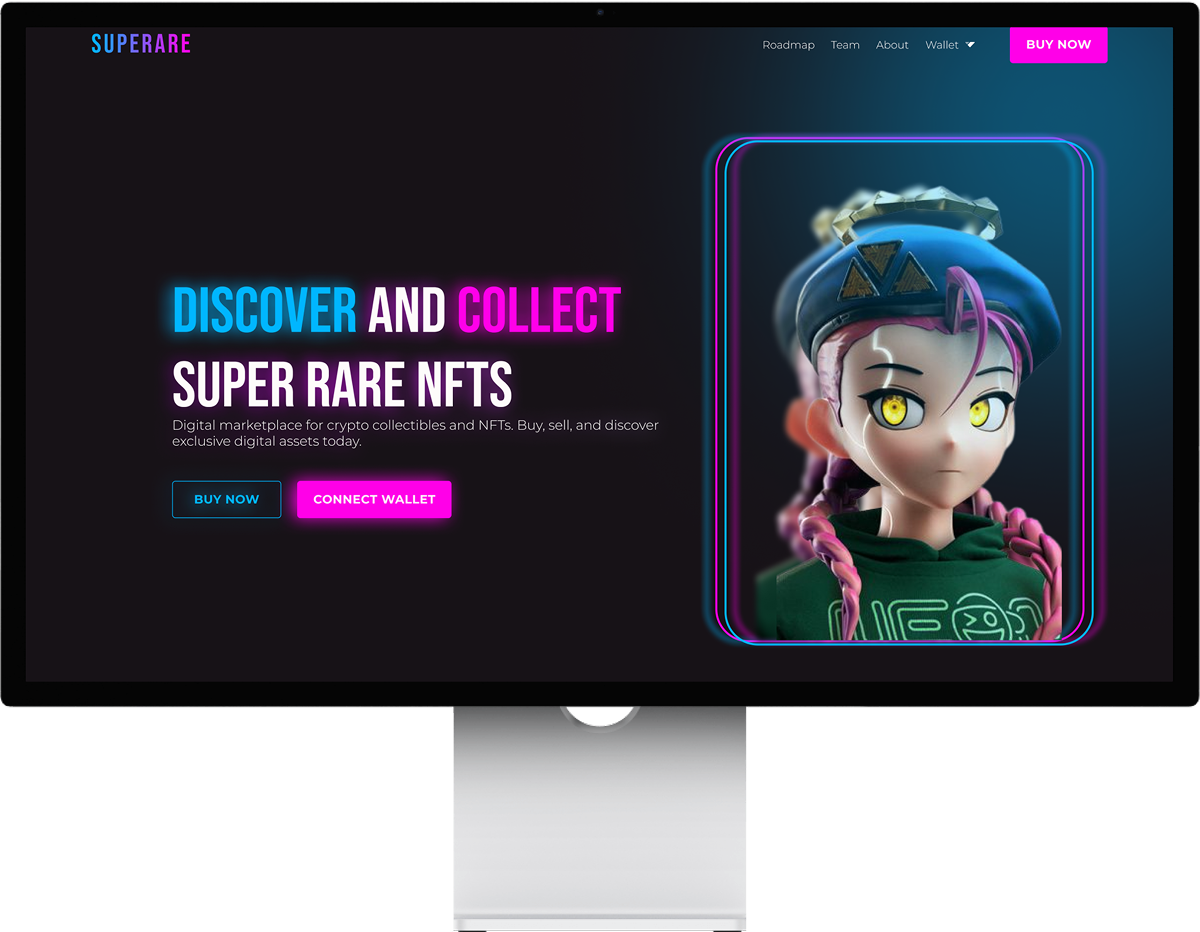 SUPERARE
Roadmap Team About Wallet BUY NOW
DISCOVER AND COLLECT
SUPER RARE NFTS
Digital marketplace for crypto collectibles and NFTs. Buy, sell, and discover
exclusive digital assets today.
BUY NOW CONNECT WALLET